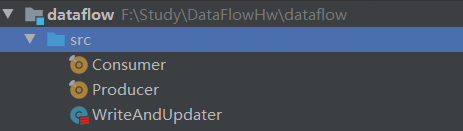 dataflow F:\Study\DataFlowHw\dataflow
src
Consumer
Producer
WriteAndUpdater